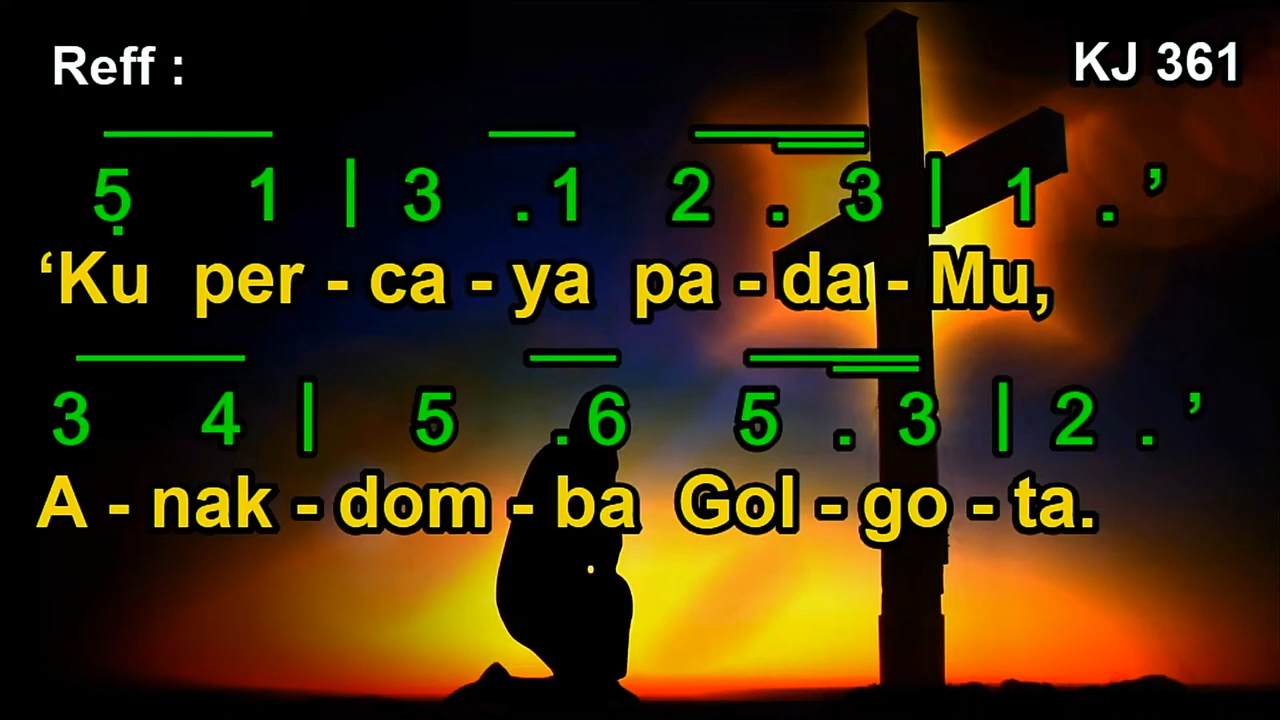 Reff : KJ 361
5̣ 1 | 3 .1 2 . 3 | 1 . ’
‘Ku per - ca - ya pa - da - Mu,
3 4 | 5 .6 5 . 3 | 2 . ’
A - nak - dom - ba Gol - go - ta.